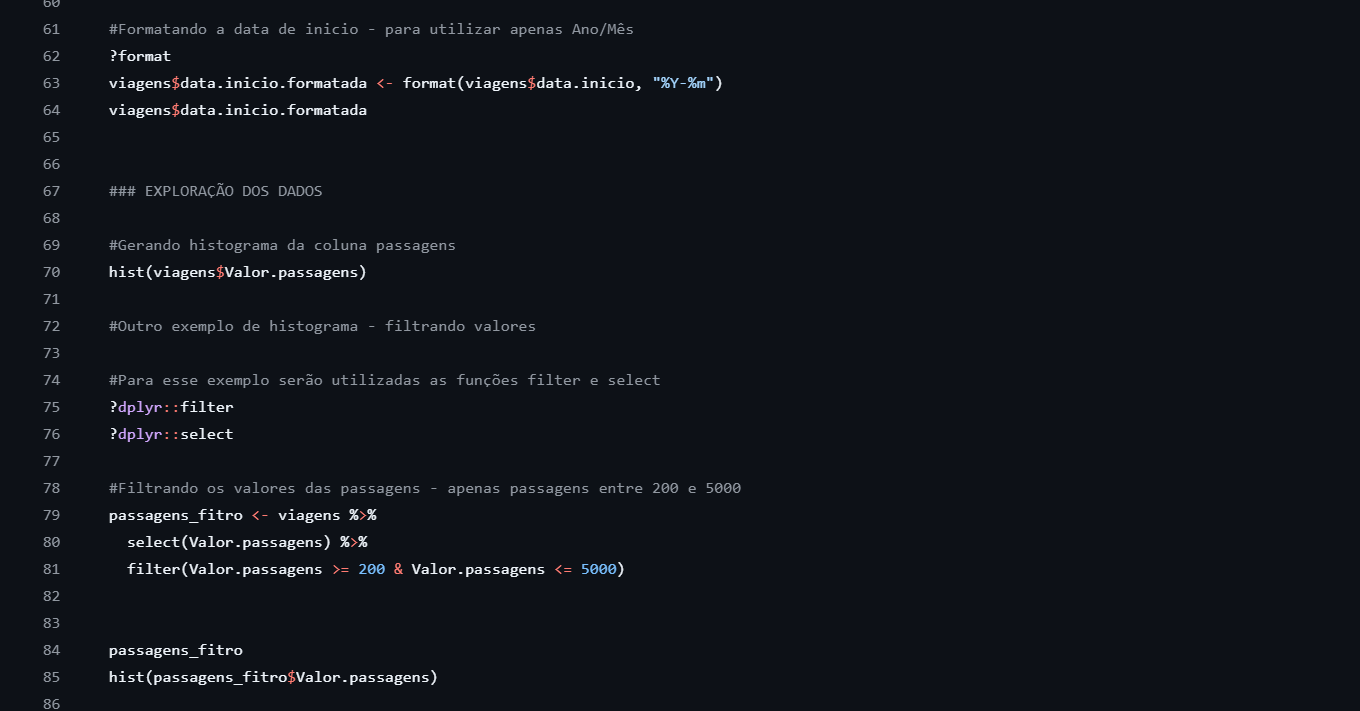 60
61 #Formatando a data de inicio - para utilizar apenas Ano/Mês
62 ?format
63 viagens$data.inicio.formatada <- format(viagens$data.inicio, "%Y-%m")
64 viagens$data.inicio.formatada
65
66
67 ### EXPLORAÇÃO DOS DADOS
68
69 #Gerando histograma da coluna passagens
70 hist(viagens$Valor.passagens)
71
72 #Outro exemplo de histograma - filtrando valores
73
74 #Para esse exemplo serão utilizadas as funções filter e select
75 ?dplyr::filter
76 ?dplyr::select
77
78 #Filtrando os valores das passagens - apenas passagens entre 200 e 5000
79 passagens_fitro <- viagens %>%
80   select(Valor.passagens) %>%
81   filter(Valor.passagens >= 200 & Valor.passagens <= 5000)
82
83
84 passagens_fitro
85 hist(passagens_fitro$Valor.passagens)
86